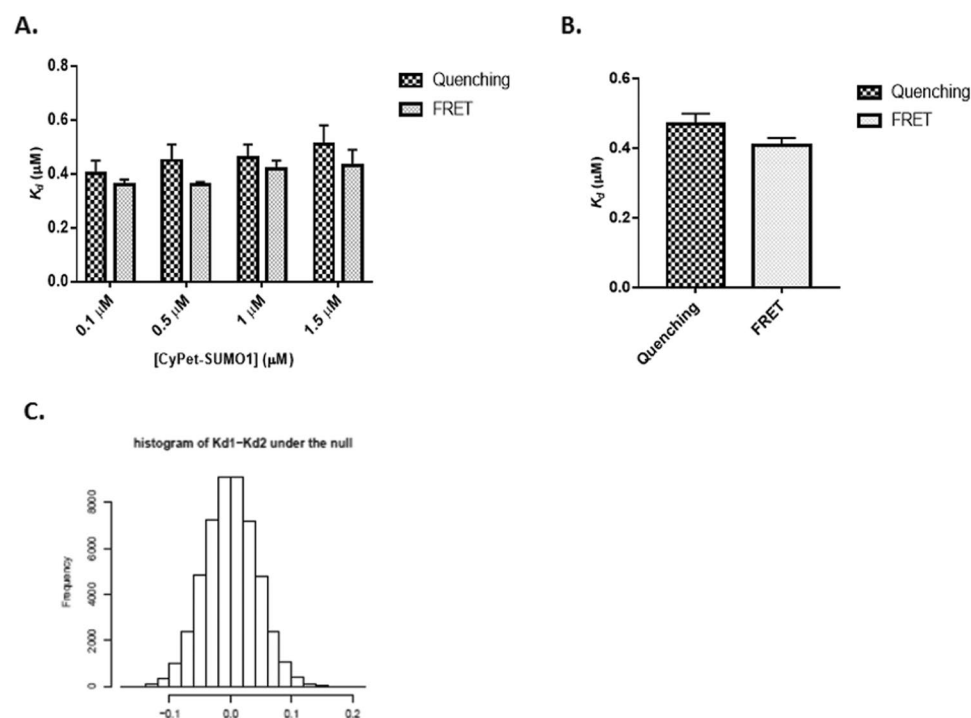 A.
0.8
0.6
0.4
0.2
0.0
Kd (μM)
0.1 μM
0.5 μM
1 μM
1.5 μM
[CyPet-SUMO1] (μM)
Quenching
FRET
B.
0.6
0.4
0.2
0.0
Kd (μM)
Quenching
FRET
Quenching
FRET
C.
histogram of Kd1−Kd2 under the null
Frequency
8000
6000
4000
2000
0
−0.1
0.0
0.1
0.2